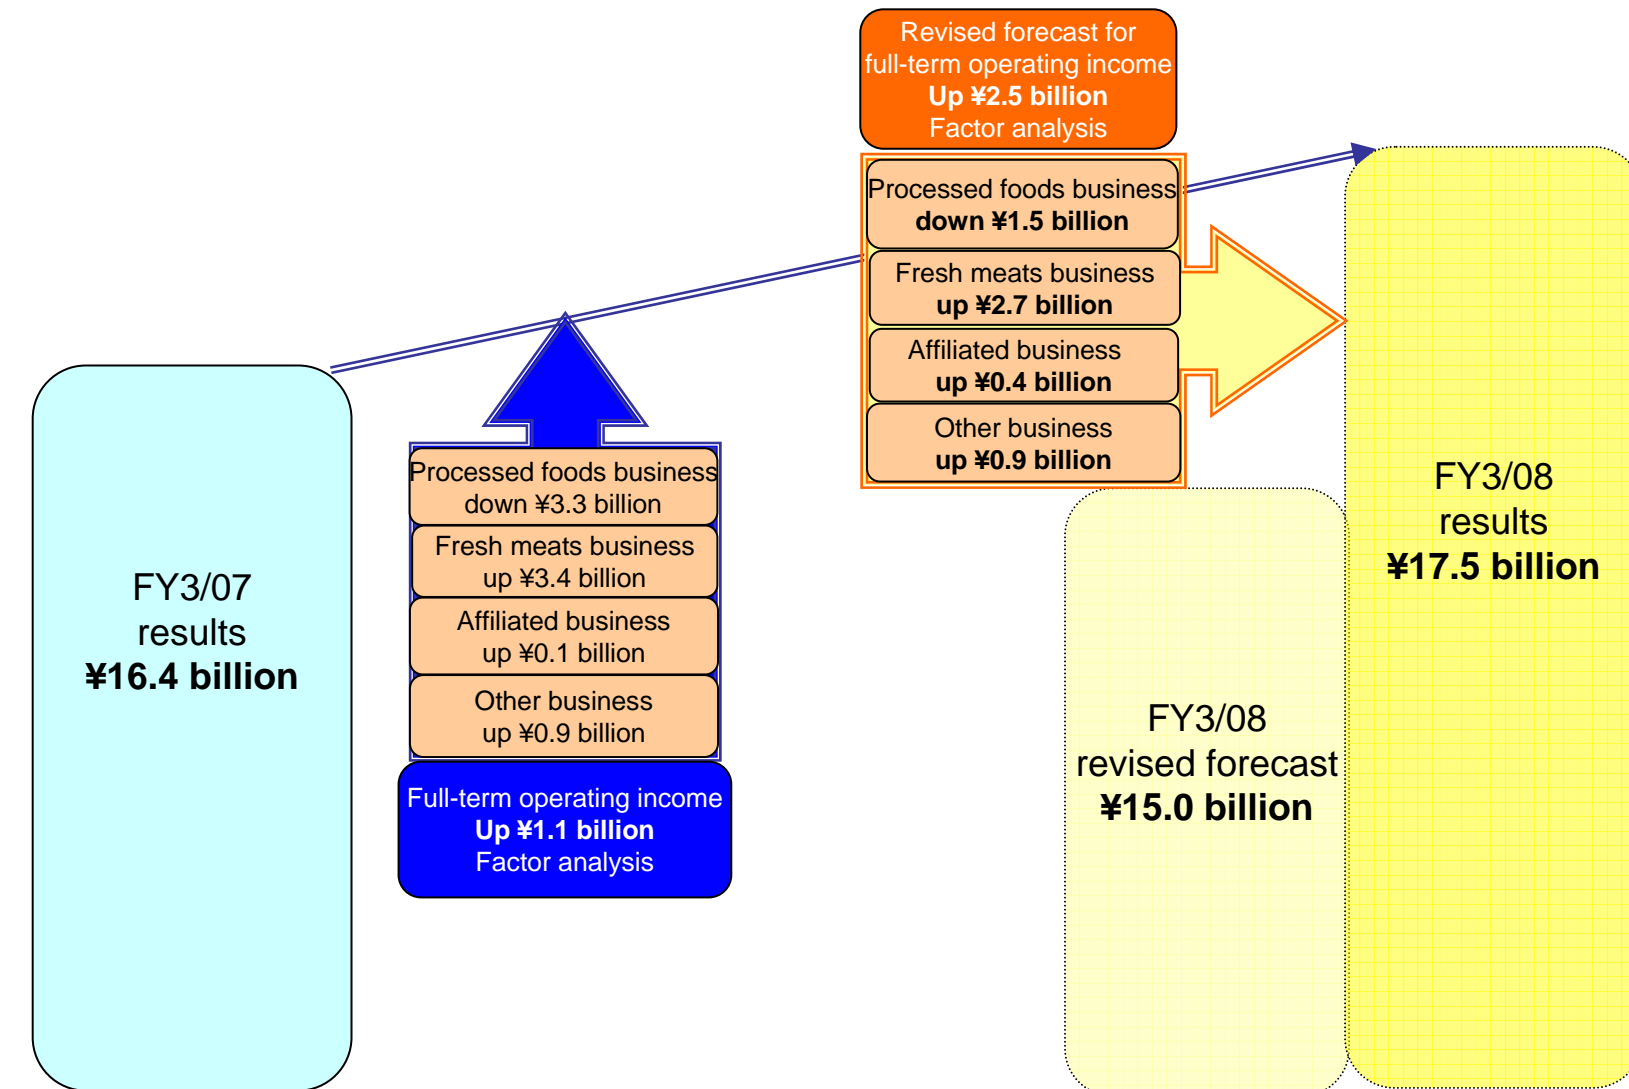 Revised forecast for
full-term operating income
Up ¥2.5 billion
Factor analysis
Processed foods business
down ¥1.5 billion
Fresh meats business
up ¥2.7 billion
Affiliated business
up ¥0.4 billion
Other business
up ¥0.9 billion
FY3/07
results
¥16.4 billion
Processed foods business
down ¥3.3 billion
Fresh meats business
up ¥3.4 billion
Affiliated business
up ¥0.1 billion
Other business
up ¥0.9 billion
Full-term operating income
Up ¥1.1 billion
Factor analysis
FY3/08
revised forecast
¥15.0 billion
FY3/08
results
¥17.5 billion